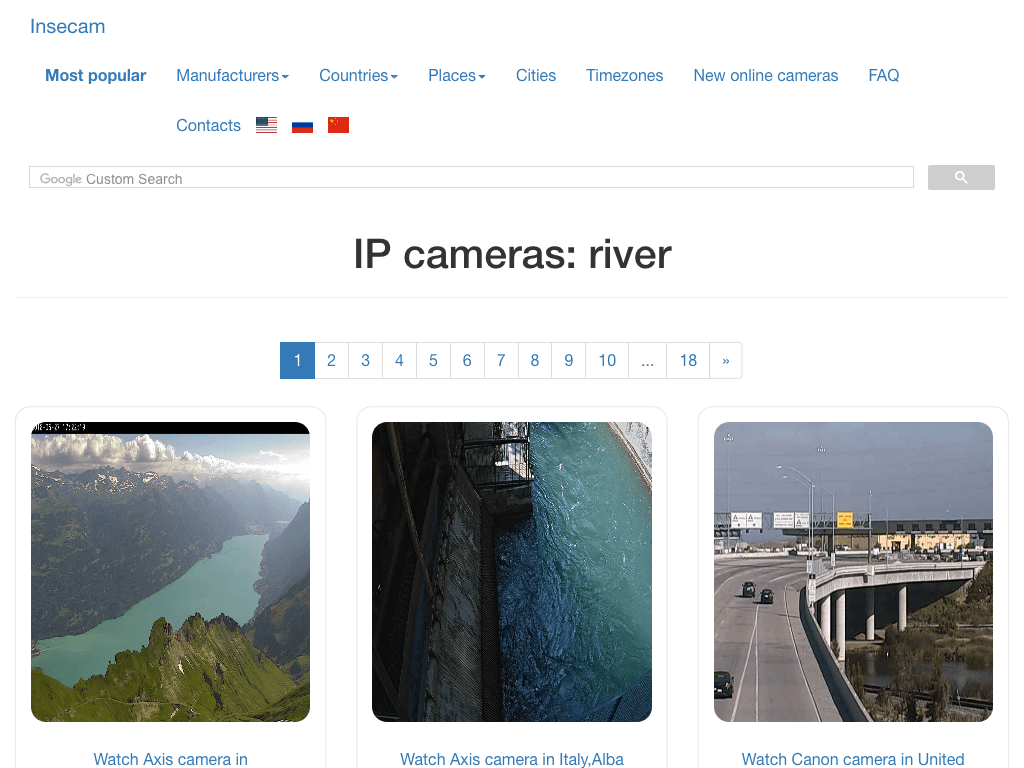 Insecam
Most popular Manufacturers Countries Places Cities Timezones New online cameras FAQ
Contacts
Google Custom Search
IP cameras: river
1 2 3 4 5 6 7 8 9 10 ... 18 »
Watch Axis camera in
Watch Axis camera in Italy,Alba
Watch Canon camera in United